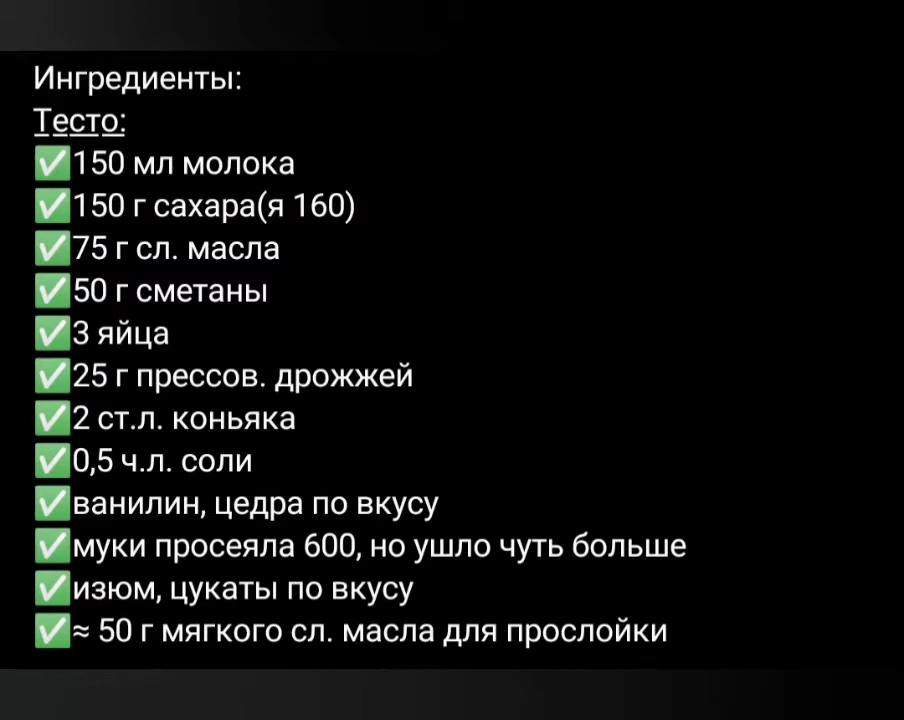 Ингредиенты:
Тесто:
✅150 мл молока
✅150 г сахара(я 160)
✅75 г сл. масла
✅50 г сметаны
✅3 яйца
✅25 г прессов. дрожжей
✅2 ст.л. коньяка
✅0,5 ч.л. соли
✅ванилин, цедра по вкусу
✅муки просеяла 600, но ушло чуть больше
✅изюм, цукаты по вкусу
✅≈ 50 г мягкого сл. масла для прослойки